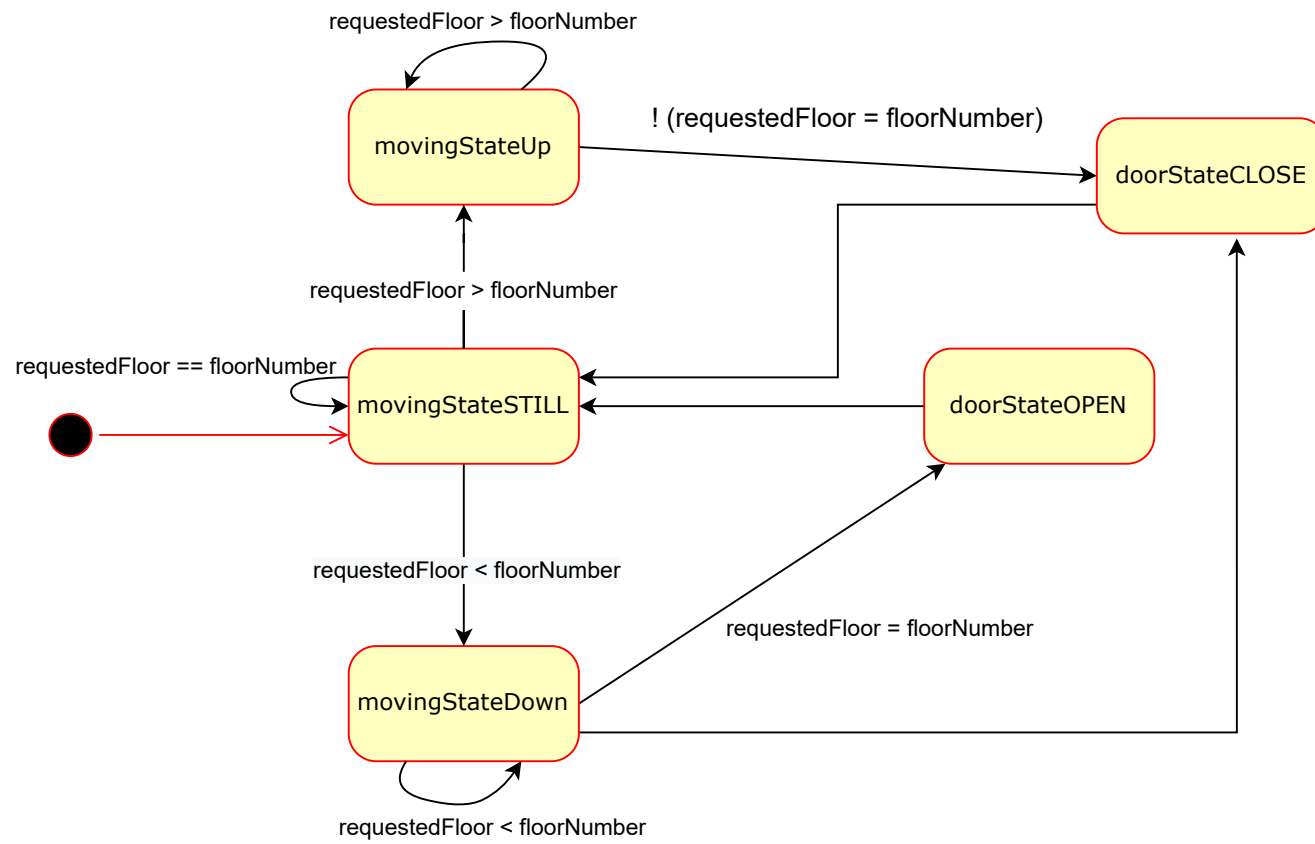 requestedFloor > floorNumber
! (requestedFloor = floorNumber)
movingStateUp
doorStateCLOSE
requestedFloor > floorNumber
requestedFloor == floorNumber
movingStateSTILL
doorStateOPEN
requestedFloor < floorNumber
requestedFloor = floorNumber
movingStateDown
requestedFloor < floorNumber